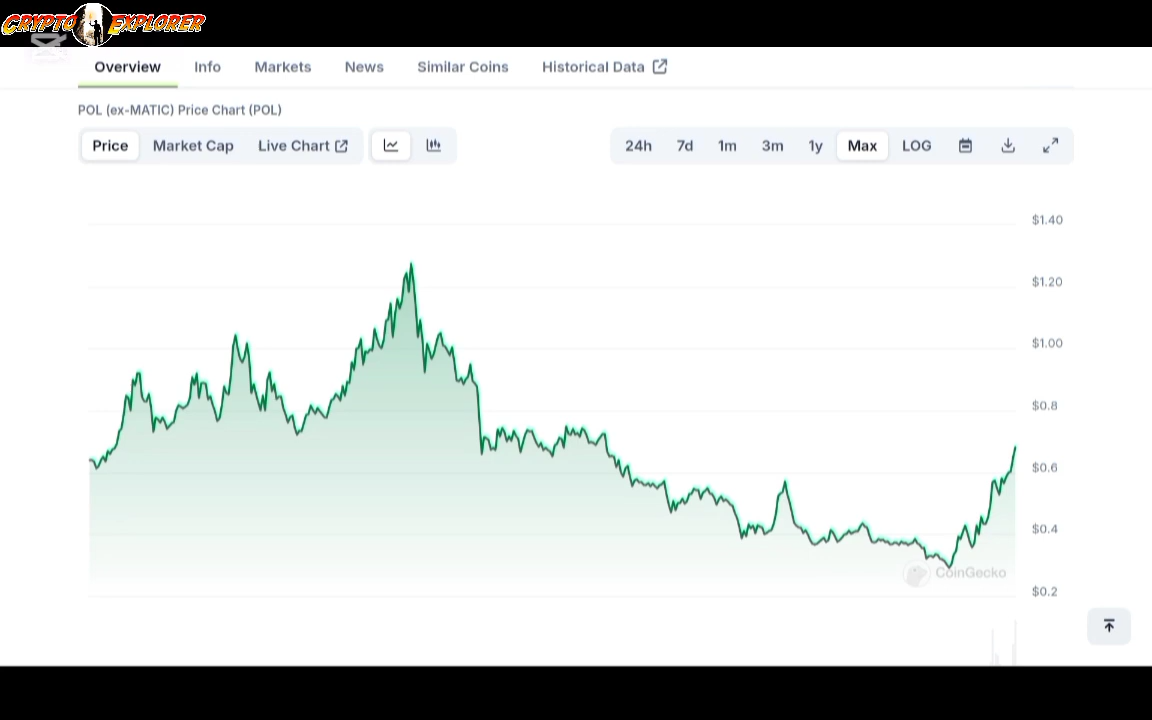 CRYPTO EXPLORER
Overview Info Markets News Similar Coins Historical Data
POL (ex-MATIC) Price Chart (POL)
Price Market Cap Live Chart 24h 7d 1m 3m 1y Max LOG
$1.40
$1.20
$1.00
$0.8
$0.6
$0.4
CoinGecko
$0.2